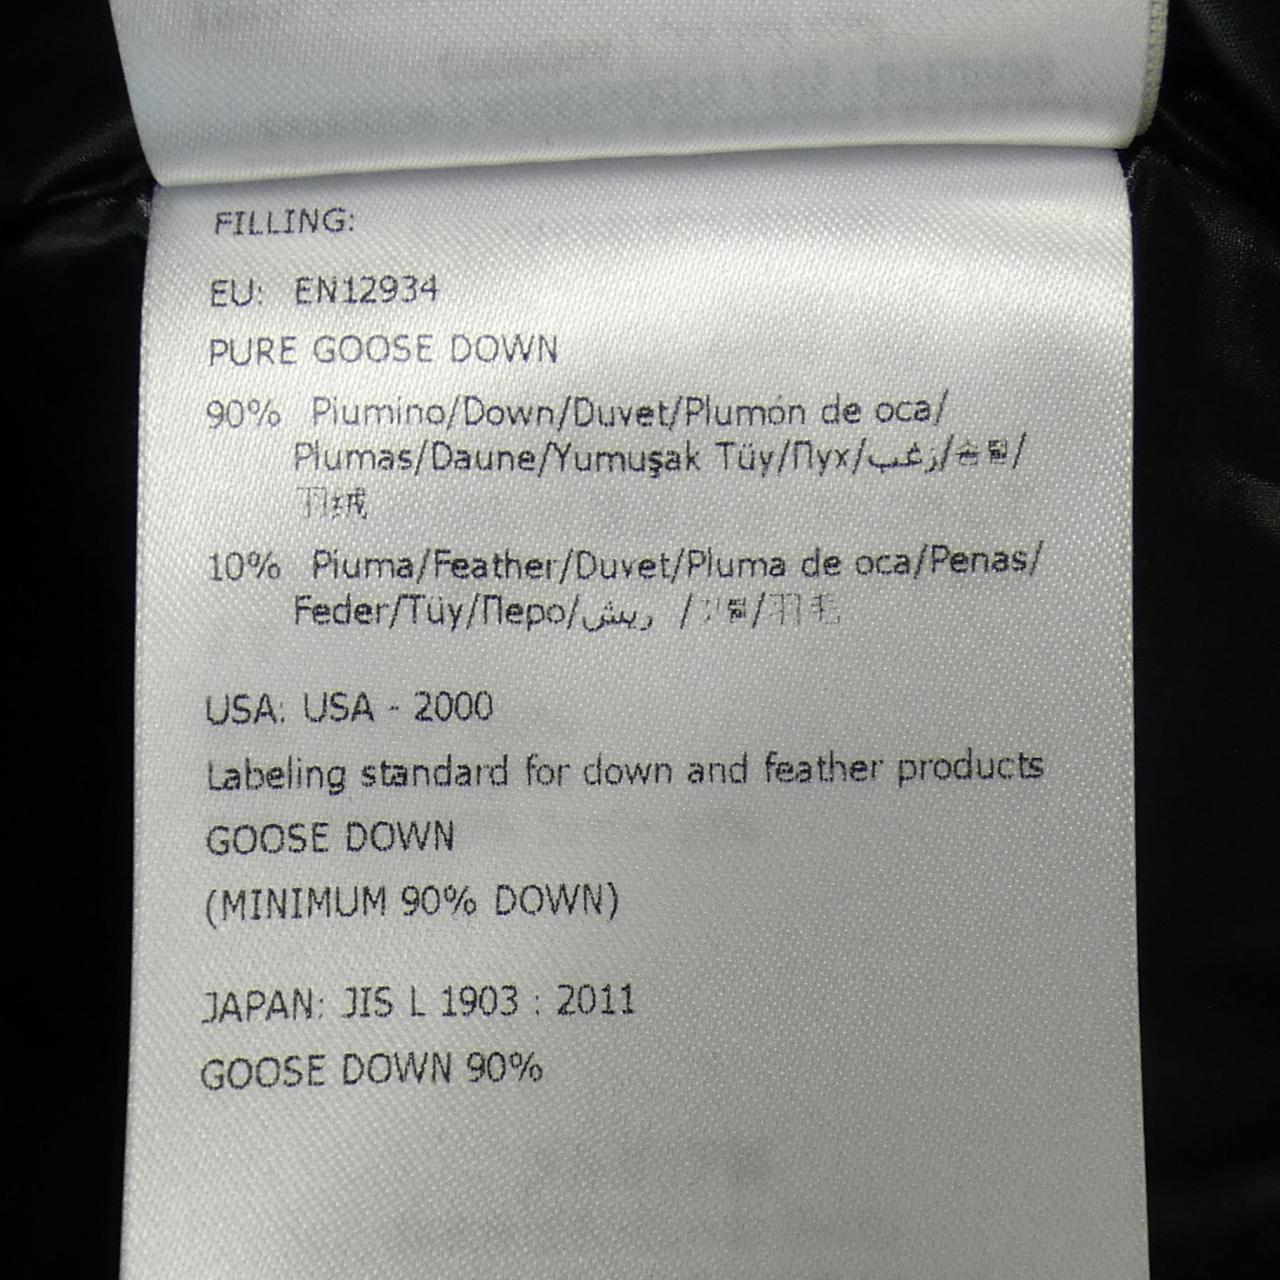 FILLING:
EU: EN12934
PURE GOOSE DOWN
90% Piumino/Down/Duvet/Plumón de oca/
Plumas/Daune/Yumuşak Tüy/Пух/زغب/솜털/
羽绒
10% Piuma/Feather/Duvet/Pluma de oca/Penas/
Feder/Tüy/Перо/ريش /깃털/羽毛
USA: USA - 2000
Labeling standard for down and feather products
GOOSE DOWN
(MINIMUM 90% DOWN)
JAPAN: JIS L 1903 : 2011
GOOSE DOWN 90%